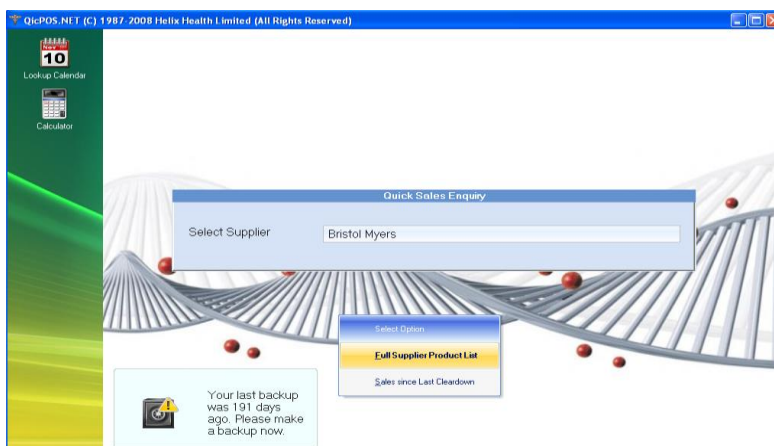 QicPOS.NET (C) 1987-2008 Helix Health Limited (All Rights Reserved)
Nov
10
Lookup Calendar
Calculator
Quick Sales Enquiry
Select Supplier
Bristol Myers
Select Option
Full Supplier Product List
Sales since Last Cleardown
Your last backup
was 191 days
ago. Please make
a backup now.